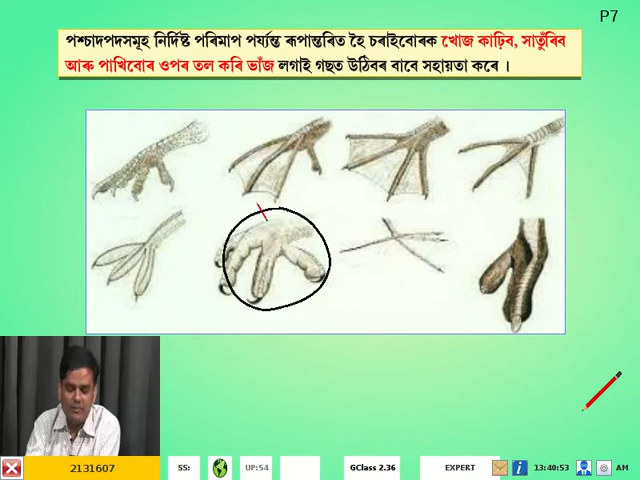 P7
পশ্চাদপদসমূহ নিৰ্দিষ্ট পৰিমাপ পৰ্য্যন্ত ৰূপান্তৰিত হৈ চৰাইবোৰক খোজ কাঢ়িব, সাতুঁৰিব
আৰু পাখিবোৰ ওপৰ তল কৰি ভাঁজ লগাই গছত উঠিবৰ বাবে সহায়তা কৰে ।
2131607 SS: UP:54 GClass 2.36 EXPERT 13:40:53 AM